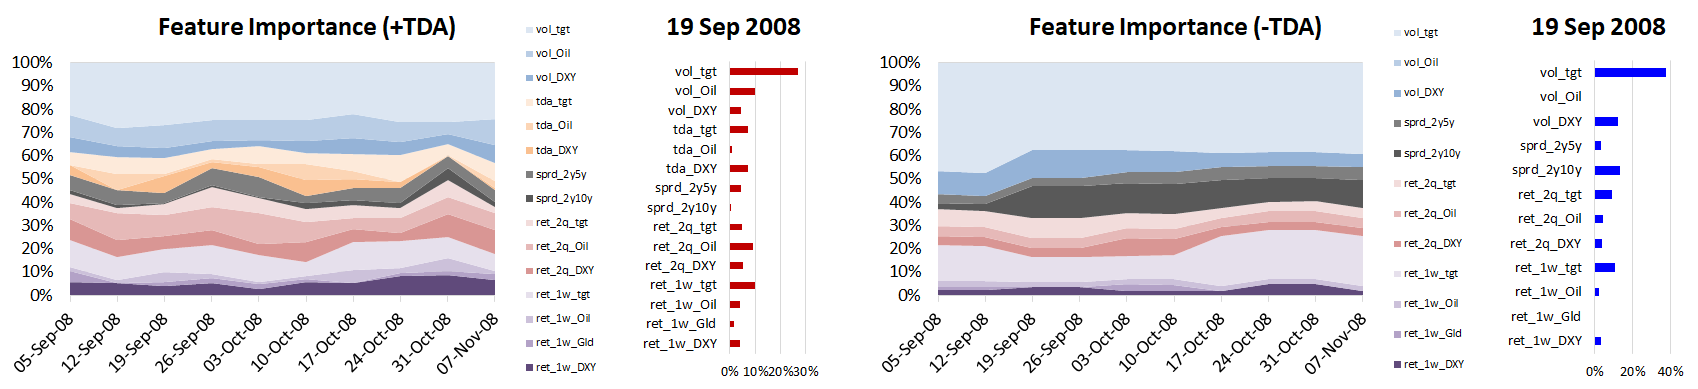 Feature Importance (+TDA)
100%
90%
80%
70%
60%
50%
40%
30%
20%
10%
0%
05-Sep-08
12-Sep-08
19-Sep-08
26-Sep-08
03-Oct-08
10-Oct-08
17-Oct-08
24-Oct-08
31-Oct-08
07-Nov-08
vol_tgt
vol_Oil
vol_DXY
tda_tgt
tda_Oil
tda_DXY
sprd_2y5y
sprd_2y10y
ret_2q_tgt
ret_2q_Oil
ret_2q_DXY
ret_1w_tgt
ret_1w_Oil
ret_1w_Gld
ret_1w_DXY
19 Sep 2008
vol_tgt
vol_Oil
vol_DXY
tda_tgt
tda_Oil
tda_DXY
sprd_2y5y
sprd_2y10y
ret_2q_tgt
ret_2q_Oil
ret_2q_DXY
ret_1w_tgt
ret_1w_Oil
ret_1w_Gld
ret_1w_DXY
0% 10% 20% 30%
Feature Importance (-TDA)
100%
90%
80%
70%
60%
50%
40%
30%
20%
10%
0%
05-Sep-08
12-Sep-08
19-Sep-08
26-Sep-08
03-Oct-08
10-Oct-08
17-Oct-08
24-Oct-08
31-Oct-08
07-Nov-08
vol_tgt
vol_Oil
vol_DXY
sprd_2y5y
sprd_2y10y
ret_2q_tgt
ret_2q_Oil
ret_2q_DXY
ret_1w_tgt
ret_1w_Oil
ret_1w_Gld
ret_1w_DXY
19 Sep 2008
vol_tgt
vol_Oil
vol_DXY
sprd_2y5y
sprd_2y10y
ret_2q_tgt
ret_2q_Oil
ret_2q_DXY
ret_1w_tgt
ret_1w_Oil
ret_1w_Gld
ret_1w_DXY
0% 20% 40%